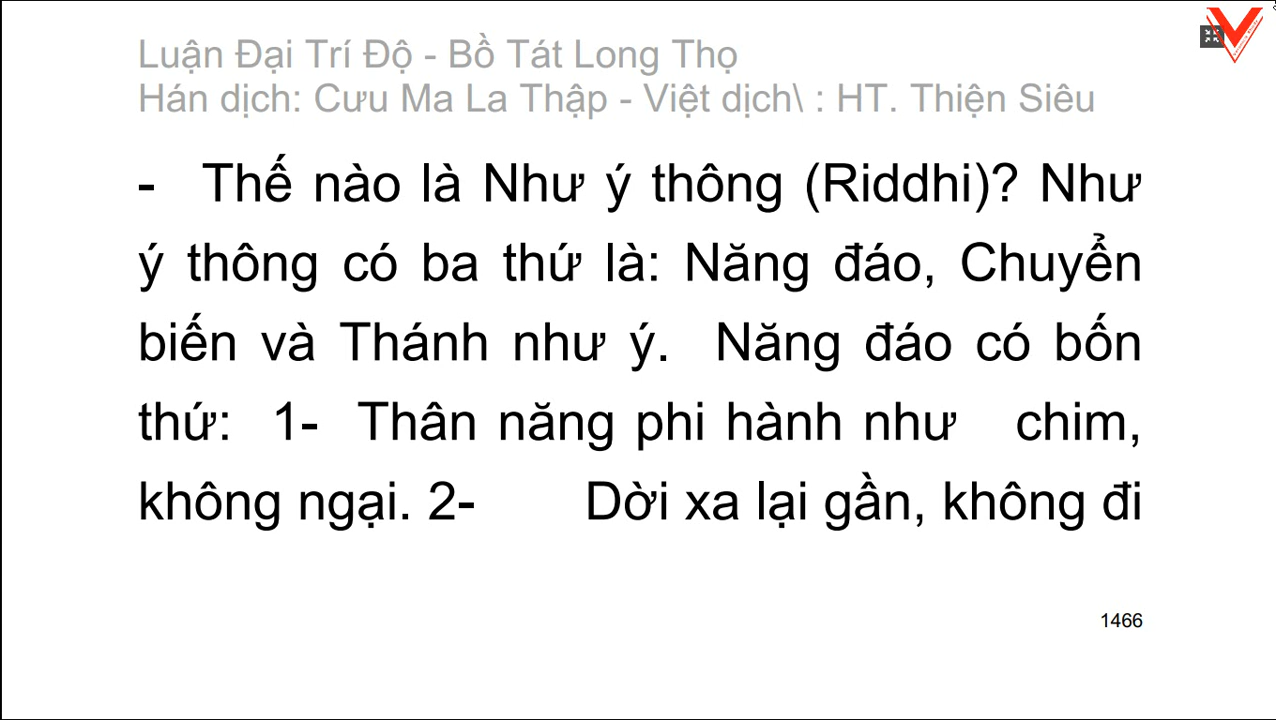 Luận Đại Trí Độ - Bồ Tát Long Thọ
Hán dịch: Cưu Ma La Thập - Việt dịch\ : HT. Thiện Siêu
- Thế nào là Như ý thông (Riddhi)? Như
ý thông có ba thứ là: Năng đáo, Chuyển
biến và Thánh như ý. Năng đáo có bốn
thứ: 1- Thân năng phi hành như chim,
không ngại. 2- Dời xa lại gần, không đi
1466